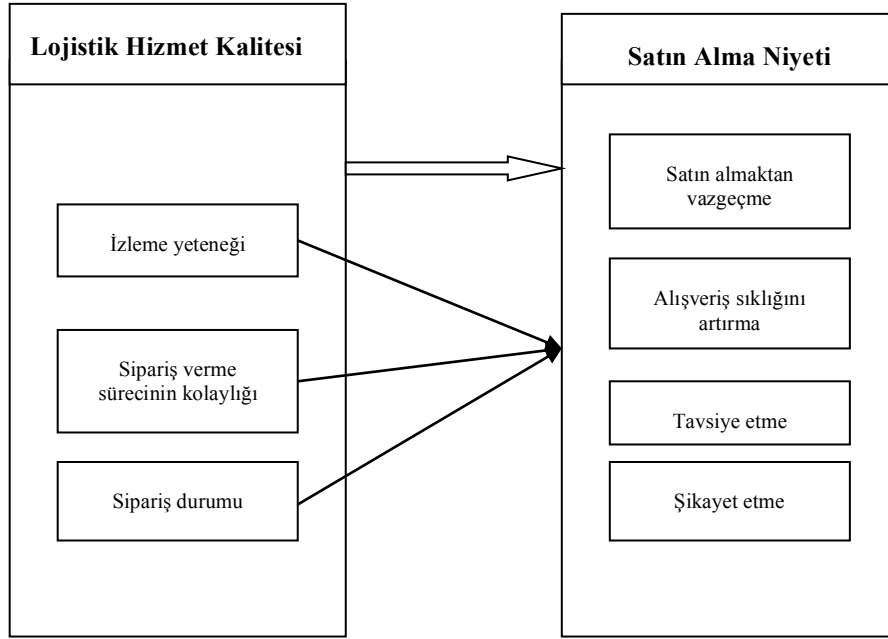 Lojistik Hizmet Kalitesi
İzleme yeteneği
Sipariş verme
sürecinin kolaylığı
Sipariş durumu
Satın Alma Niyeti
Satın almaktan
vazgeçme
Alışveriş sıklığını
artırma
Tavsiye etme
Şikayet etme